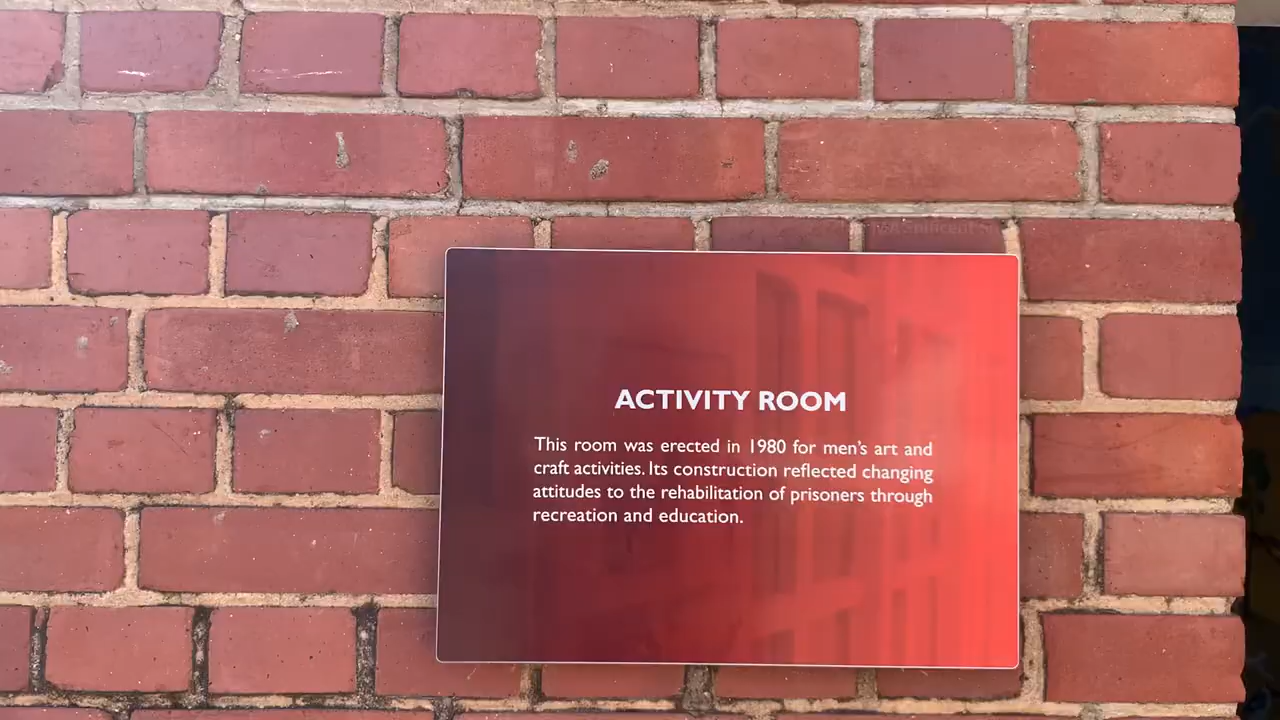 ACTIVITY ROOM
This room was erected in 1980 for men's art and
craft activities. Its construction reflected changing
attitudes to the rehabilitation of prisoners through
recreation and education.